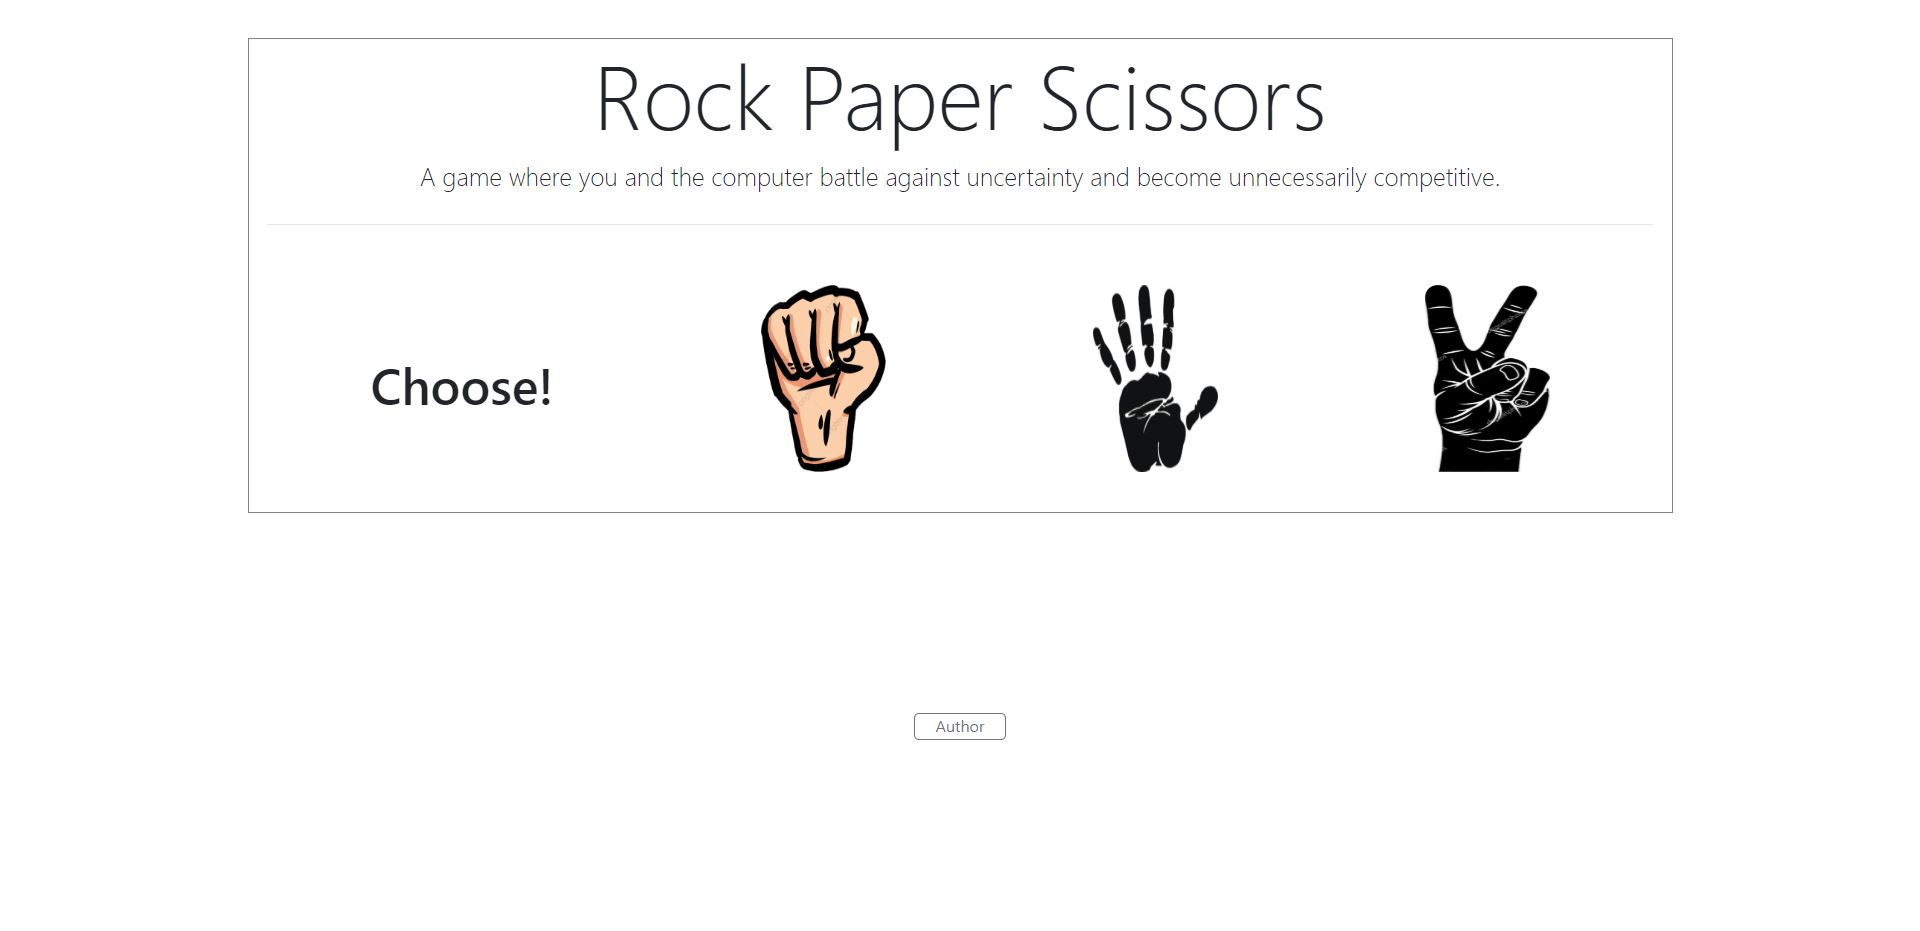 Rock Paper Scissors
A game where you and the computer battle against uncertainty and become unnecessarily competitive.
Choose!
Author